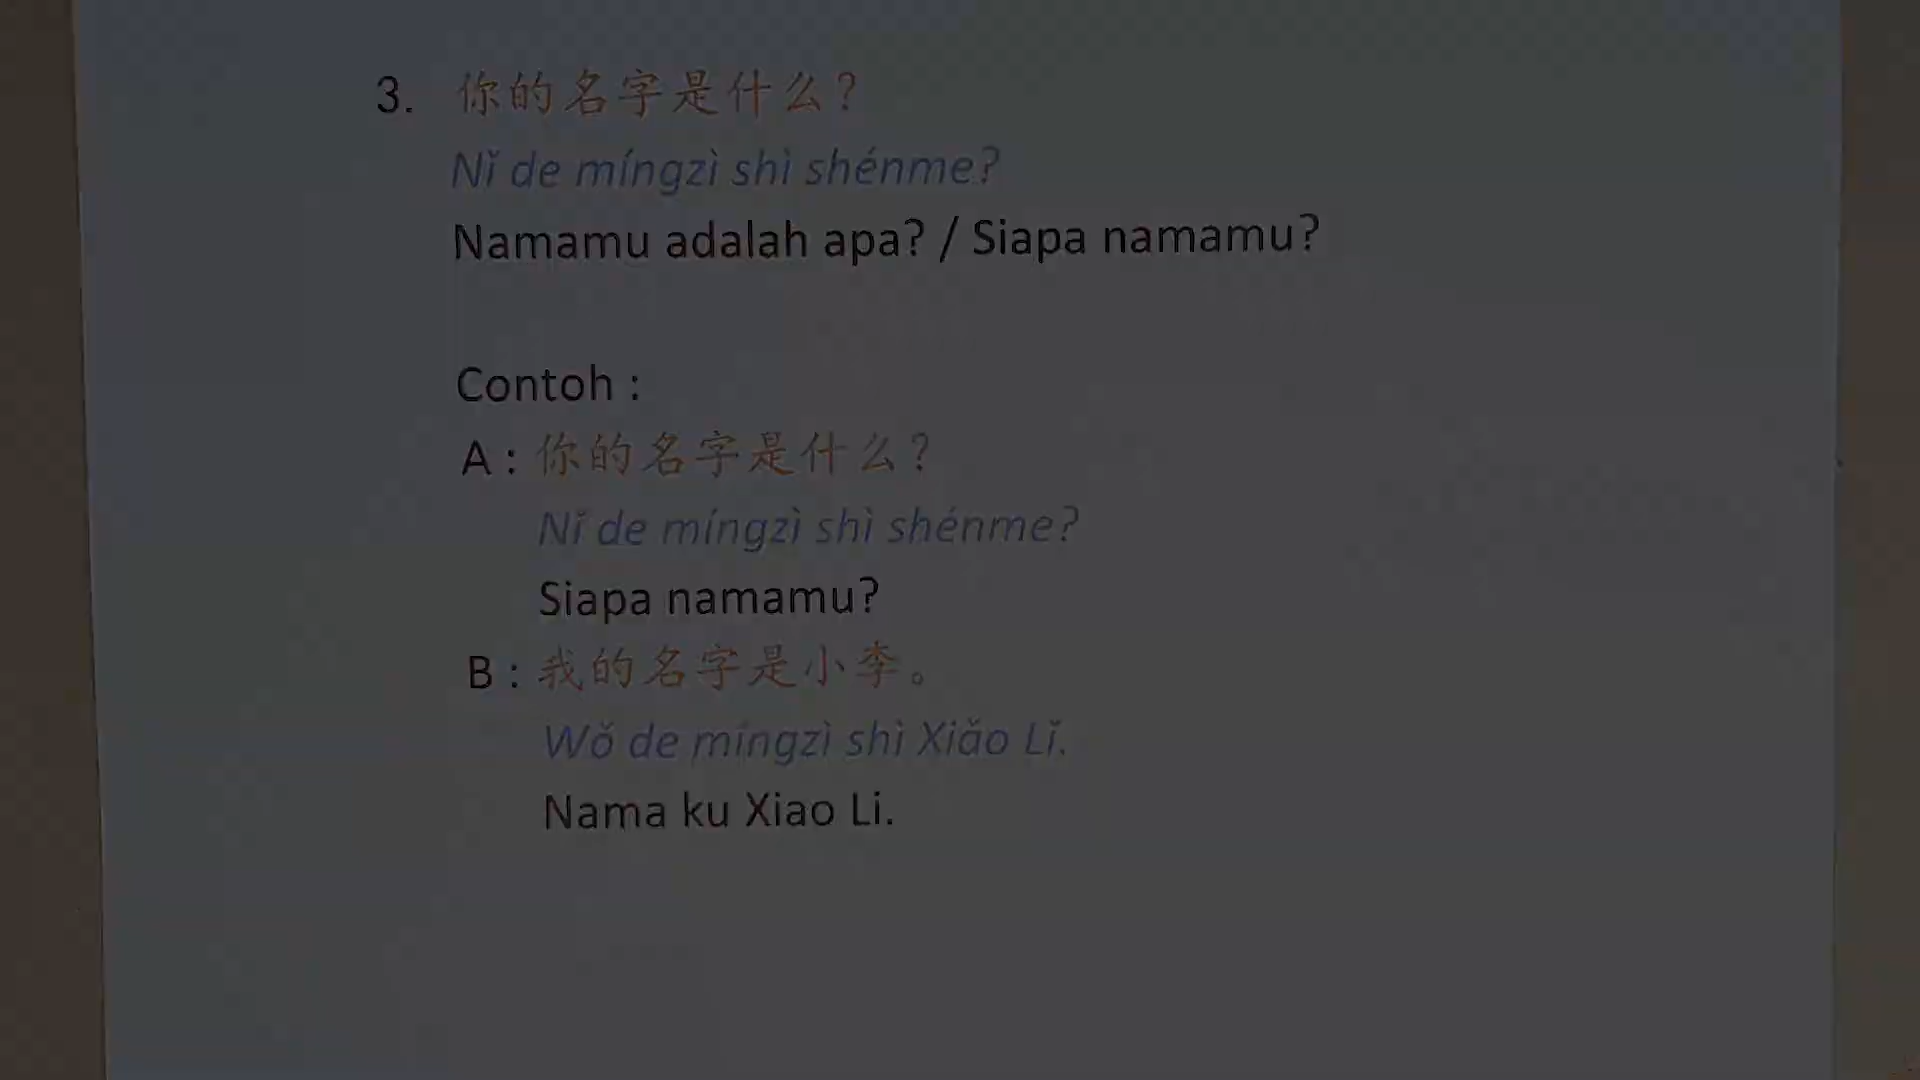 3. 你的名字是什么?
Nǐ de míngzì shì shénme?
Namamu adalah apa? / Siapa namamu?
Contoh :
A : 你的名字是什么?
Nǐ de míngzì shì shénme?
Siapa namamu?
B : 我的名字是小李。
Wǒ de míngzì shì Xiǎo Lǐ.
Nama ku Xiao Li.